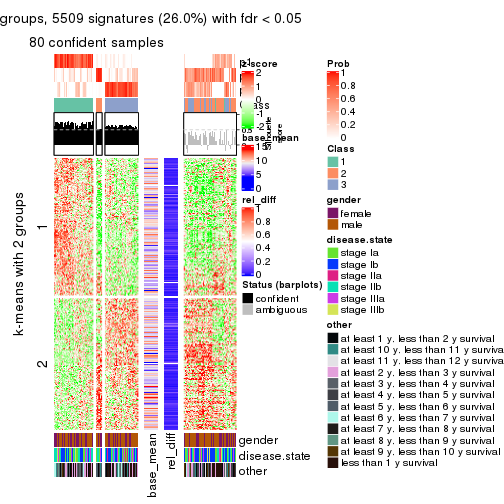 groups, 5509 signatures (26.0%) with fdr < 0.05
80 confident samples
k-means with 2 groups
1
2
z-score
2
1
0
-1
-2
base_mean
15
10
5
0
rel_diff
1
0.8
0.6
0.4
0.2
0
Status (barplots)
confident
ambiguous
Prob
1
0.8
0.6
0.4
0.2
0
Class
1
2
3
gender
female
male
disease.state
stage Ia
stage Ib
stage IIa
stage IIb
stage IIIa
stage IIIb
other
at least 1 y. less than 2 y survival
at least 10 y. less than 11 y survival
at least 11 y. less than 12 y survival
at least 2 y. less than 3 y survival
at least 3 y. less than 4 y survival
at least 4 y. less than 5 y survival
at least 5 y. less than 6 y survival
at least 6 y. less than 7 y survival
at least 7 y. less than 8 y survival
at least 8 y. less than 9 y survival
at least 9 y. less than 10 y survival
less than 1 y survival
gender
disease.state
other
base_mean
rel_diff